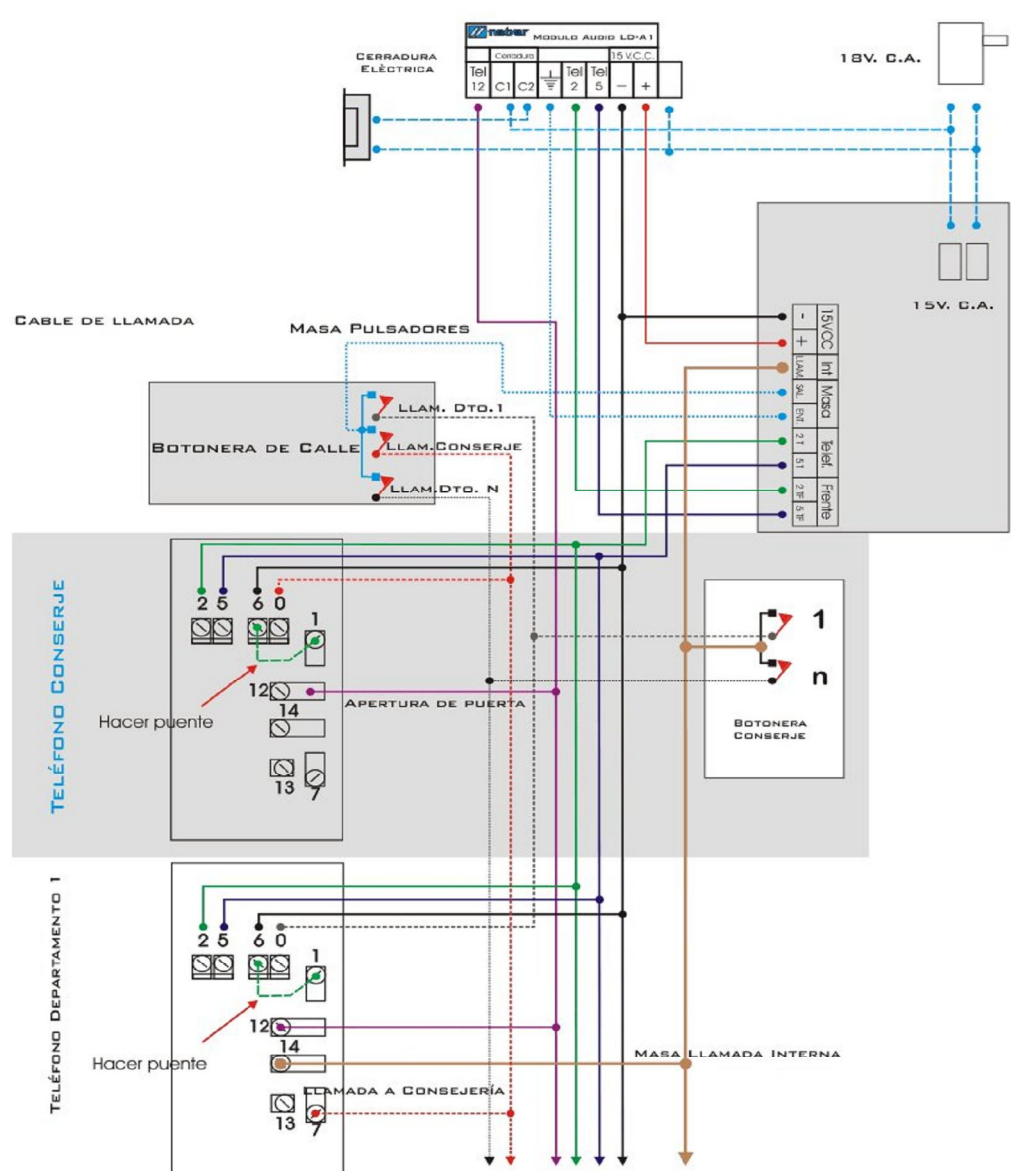 nebar MODULO AUDIO LD-A1
Cerradura 15 V.C.C.
Tel 12 C1 C2 Tel 2 Tel 5 − +
CERRADURA
ELÈCTRICA
18V. C.A.
15V. C.A.
CABLE DE LLAMADA
MASA PULSADORES
15VCC Int Masa Telef. Frente
- + LLAM. SAL. ENT. 2 T 5 T 2 TF 5 TF
BOTONERA DE CALLE
LLAM. DTO.1
LLAM.CONSERJE
LLAM.DTO. N
TELÉFONO CONSERJE
2 5 6 0
1
12
14
13
7
Hacer puente
APERTURA DE PUERTA
1
n
BOTONERA
CONSERJE
TELÉFONO DEPARTAMENTO 1
2 5 6 0
1
12
14
13
7
Hacer puente
MASA LLAMADA INTERNA
LLAMADA A CONSEJERÍA